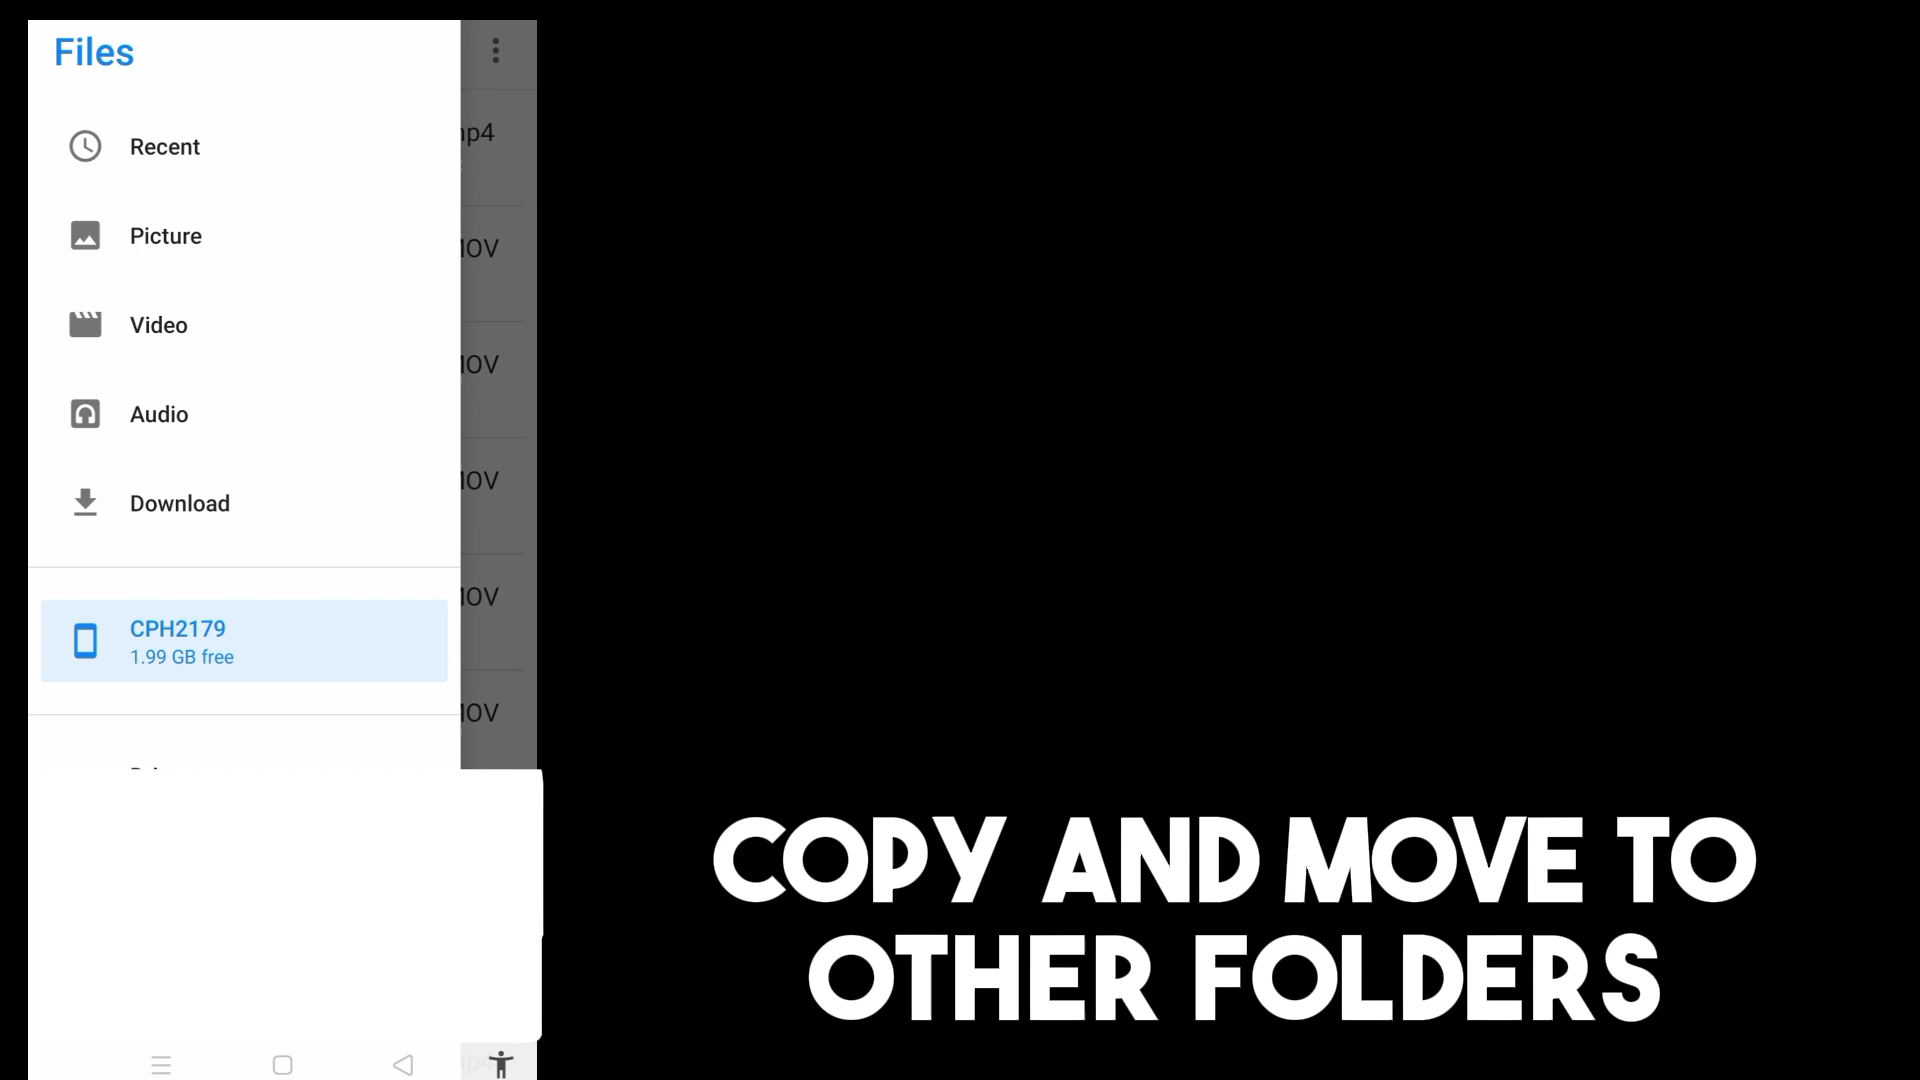 Files
Recent
Picture
Video
Audio
Download
CPH2179
1.99 GB free
COPY AND MOVE TO
OTHER FOLDERS